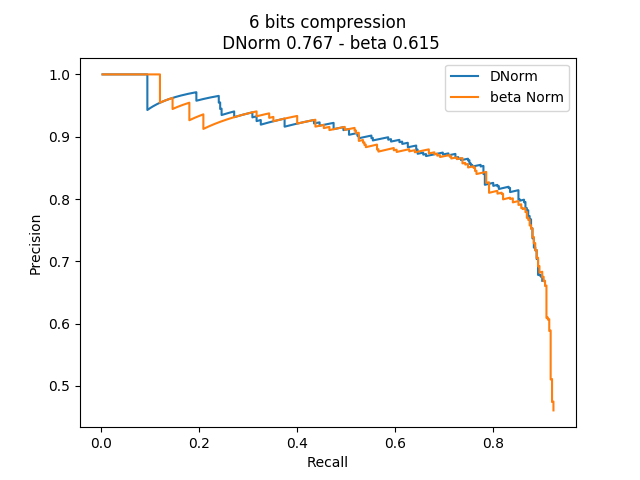 6 bits compression
DNorm 0.767 - beta 0.615
DNorm
beta Norm
1.0
0.9
0.8
0.7
0.6
0.5
Precision
0.0 0.2 0.4 0.6 0.8
Recall